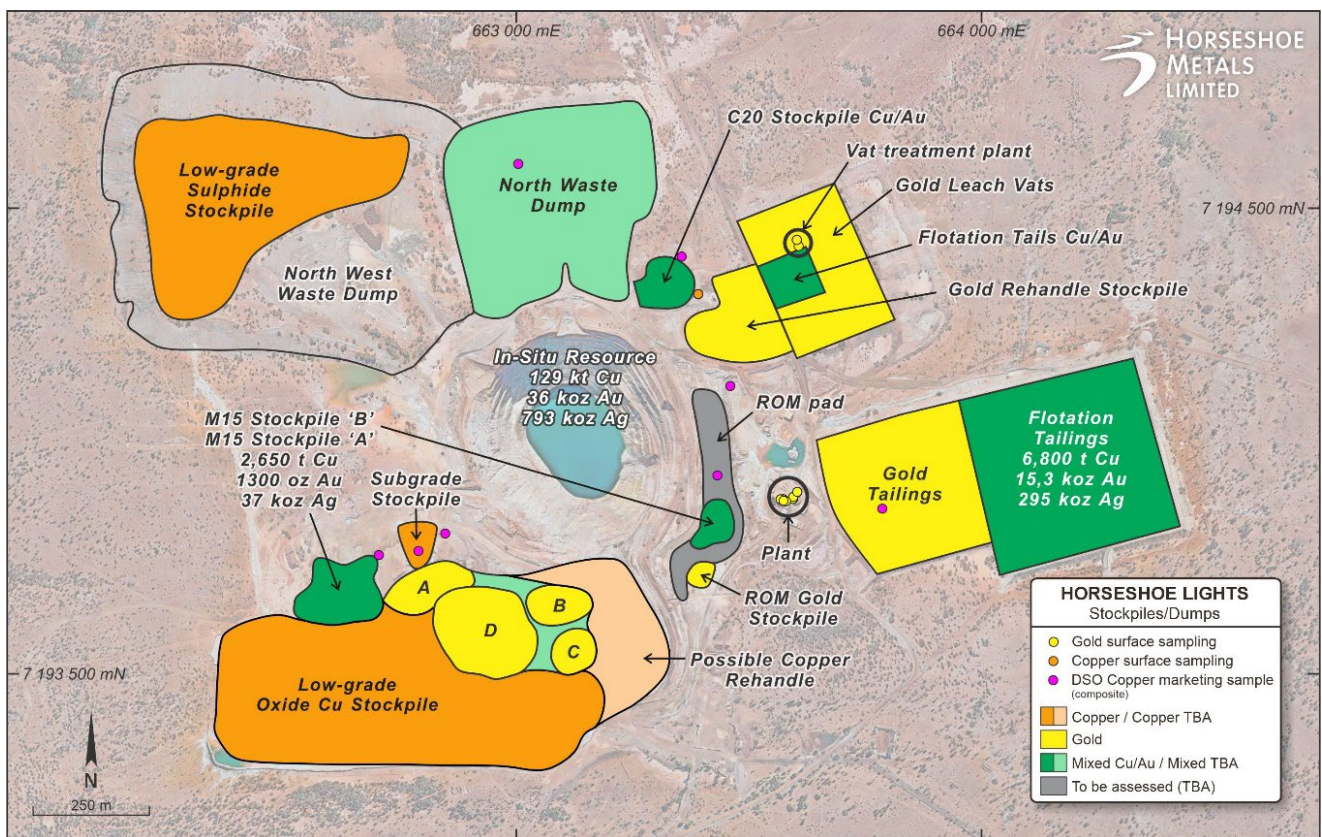 663 000 mE
664 000 mE
HORSESHOE
METALS
LIMITED
C20 Stockpile Cu/Au
Vat treatment plant
Gold Leach Vats
7 194 500 mN
Flotation Tails Cu/Au
Gold Rehandle Stockpile
Low-grade
Sulphide
Stockpile
North Waste
Dump
North West
Waste Dump
In-Situ Resource
129 kt Cu
36 koz Au
793 koz Ag
ROM pad
M15 Stockpile ‘B’
M15 Stockpile ‘A’
2,650 t Cu
1300 oz Au
37 koz Ag
Subgrade
Stockpile
Gold
Tailings
Flotation
Tailings
6,800 t Cu
15,3 koz Au
295 koz Ag
Plant
A
B
C
D
ROM Gold
Stockpile
Possible Copper
Rehandle
7 193 500 mN
Low-grade
Oxide Cu Stockpile
N
250 m
HORSESHOE LIGHTS
Stockpiles/Dumps
Gold surface sampling
Copper surface sampling
DSO Copper marketing sample
(composite)
Copper / Copper TBA
Gold
Mixed Cu/Au / Mixed TBA
To be assessed (TBA)